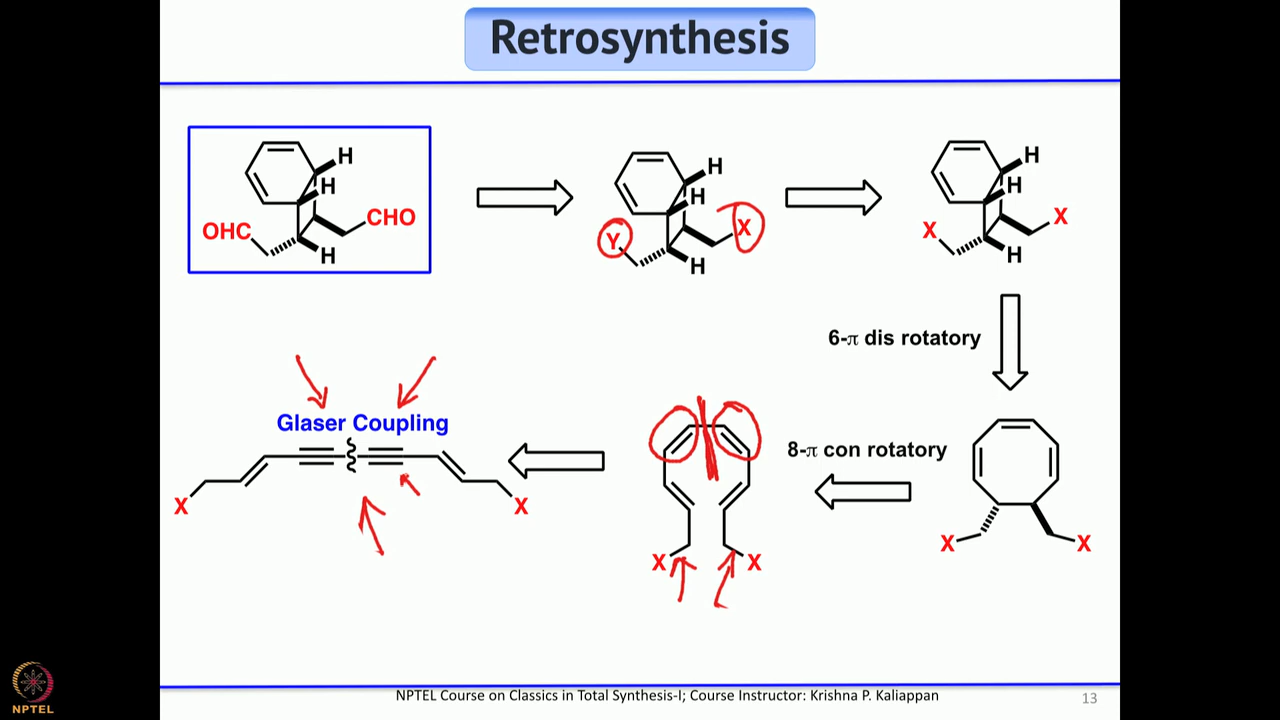 Retrosynthesis
H
H
OHC
CHO
H
H
H
Y
X
H
H
H
X
X
H
6-π dis rotatory
Glaser Coupling
X
X
X
X
8-π con rotatory
X
X
NPTEL
NPTEL Course on Classics in Total Synthesis-I; Course Instructor: Krishna P. Kaliappan
13